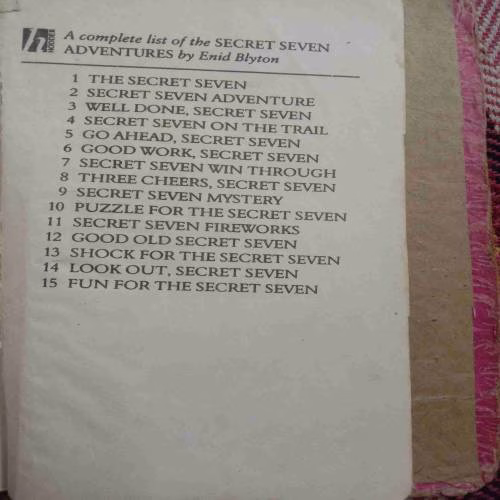 HODDER
A complete list of the SECRET SEVEN
ADVENTURES by Enid Blyton
1 THE SECRET SEVEN
2 SECRET SEVEN ADVENTURE
3 WELL DONE, SECRET SEVEN
4 SECRET SEVEN ON THE TRAIL
5 GO AHEAD, SECRET SEVEN
6 GOOD WORK, SECRET SEVEN
7 SECRET SEVEN WIN THROUGH
8 THREE CHEERS, SECRET SEVEN
9 SECRET SEVEN MYSTERY
10 PUZZLE FOR THE SECRET SEVEN
11 SECRET SEVEN FIREWORKS
12 GOOD OLD SECRET SEVEN
13 SHOCK FOR THE SECRET SEVEN
14 LOOK OUT, SECRET SEVEN
15 FUN FOR THE SECRET SEVEN